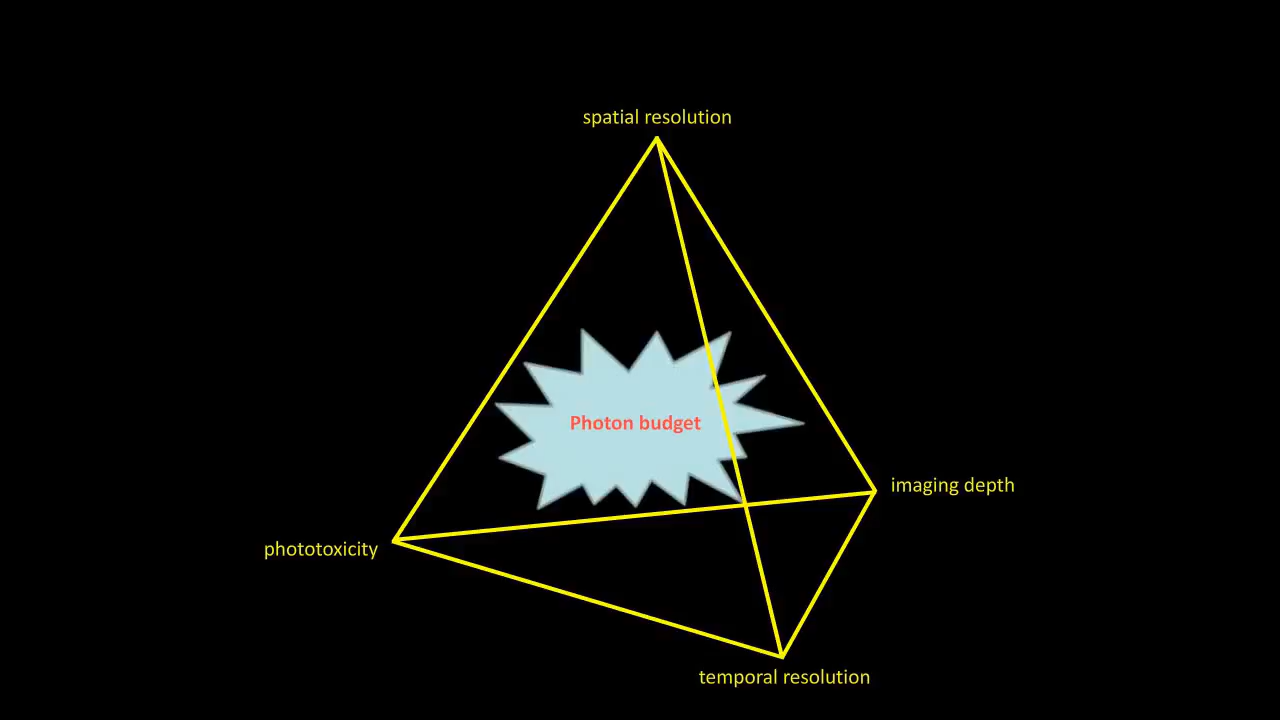 spatial resolution
Photon budget
imaging depth
phototoxicity
temporal resolution